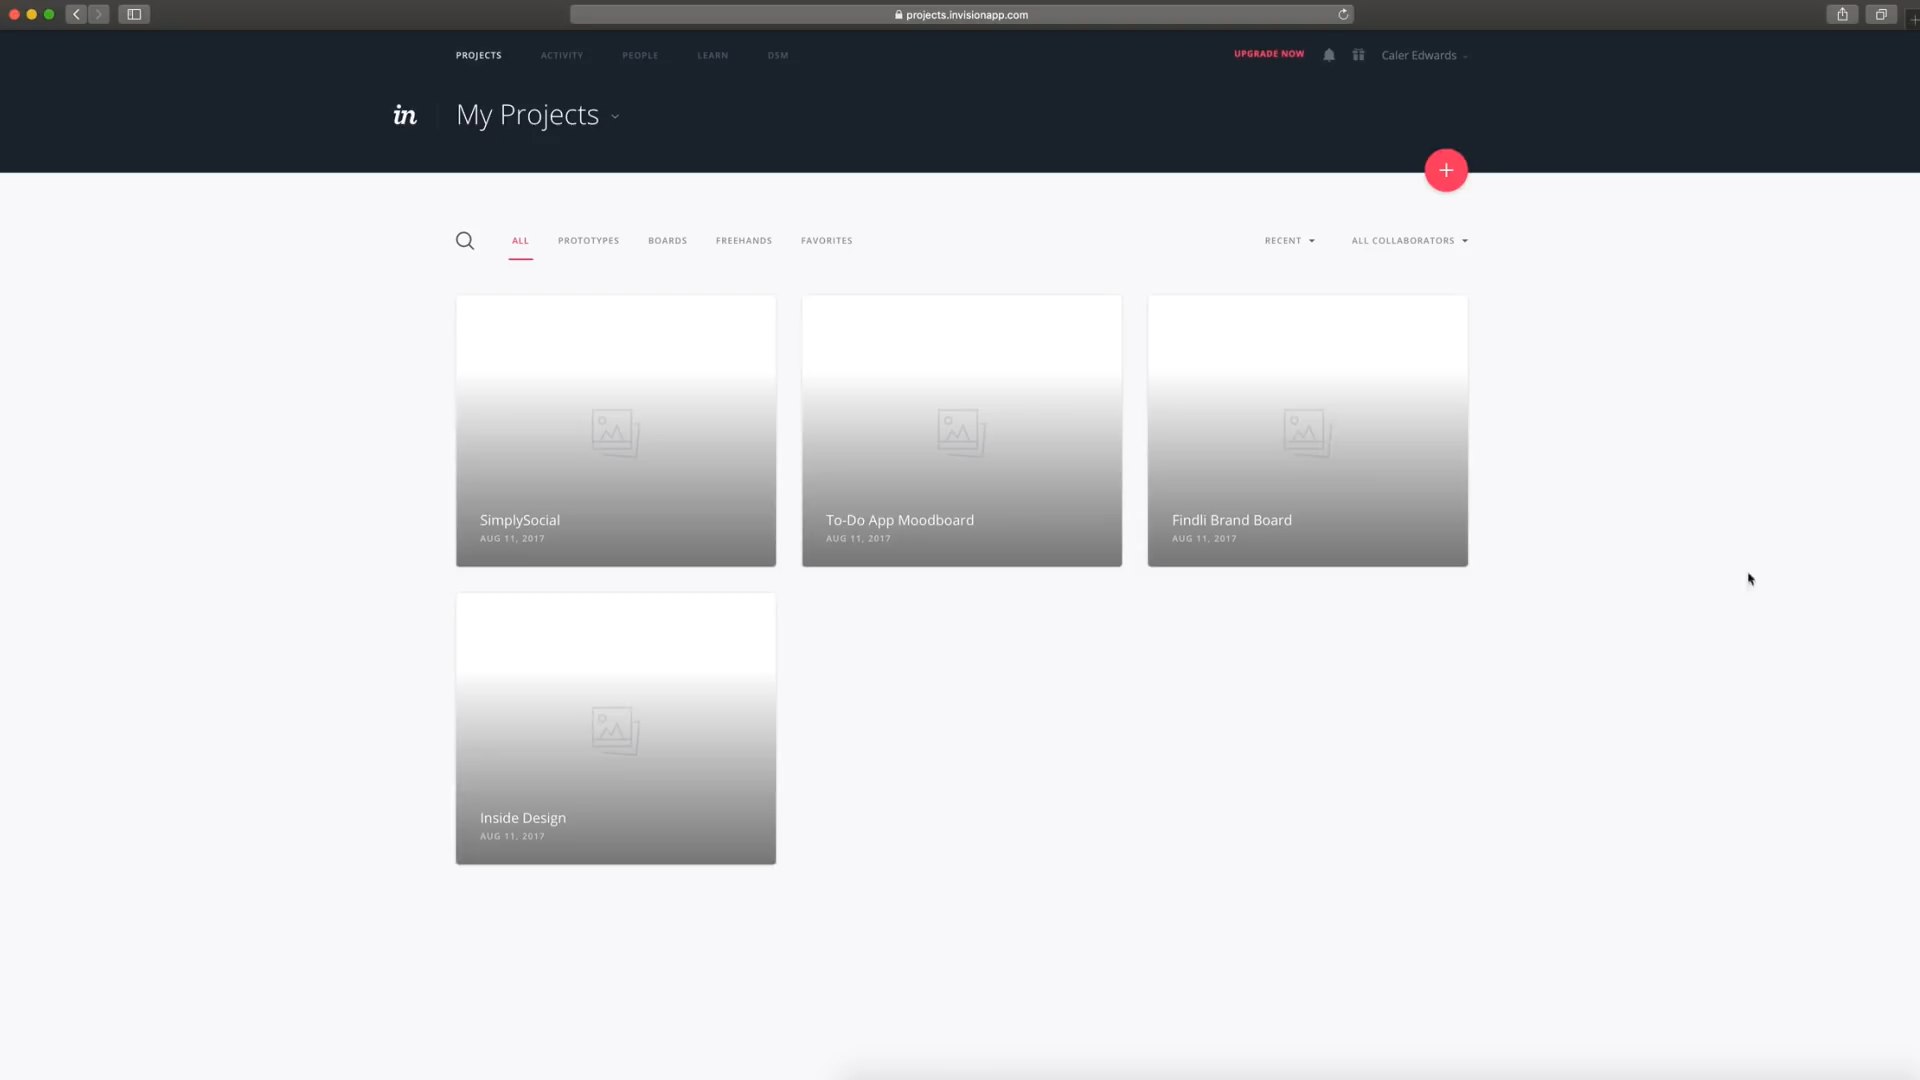 projects.invisionapp.com
PROJECTS ACTIVITY PEOPLE LEARN DSM UPGRADE NOW Caler Edwards
in My Projects
ALL PROTOTYPES BOARDS FREEHANDS FAVORITES RECENT ALL COLLABORATORS
SimplySocial
AUG 11, 2017
To-Do App Moodboard
AUG 11, 2017
Findli Brand Board
AUG 11, 2017
Inside Design
AUG 11, 2017